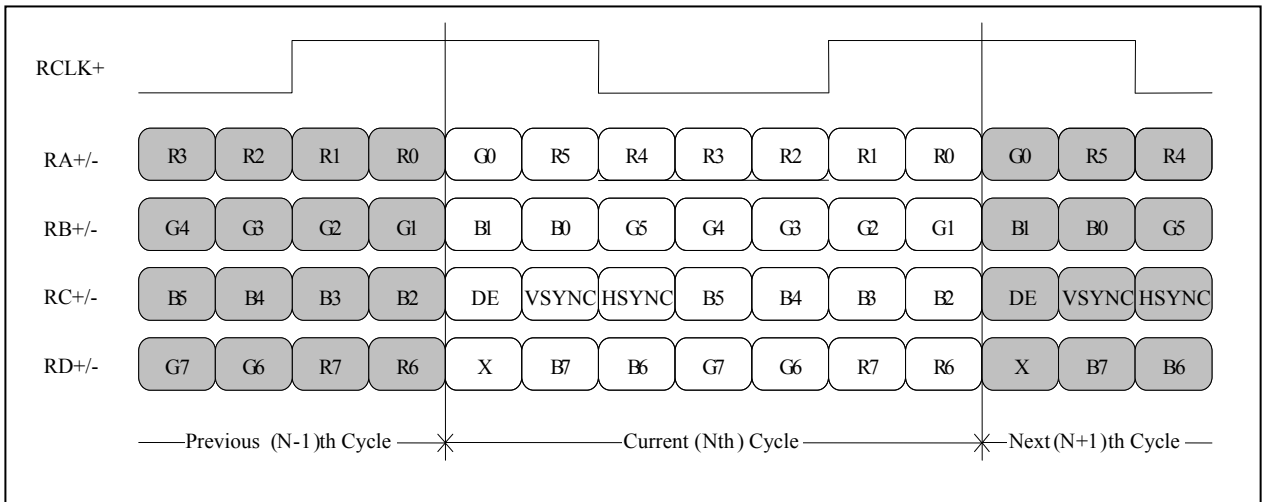 RCLK+
RA+/- R3 R2 R1 R0 G0 R5 R4 R3 R2 R1 R0 G0 R5 R4
RB+/- G4 G3 G2 G1 B1 B0 G5 G4 G3 G2 G1 B1 B0 G5
RC+/- B5 B4 B3 B2 DE VSYNC HSYNC B5 B4 B3 B2 DE VSYNC HSYNC
RD+/- G7 G6 R7 R6 X B7 B6 G7 G6 R7 R6 X B7 B6
Previous (N-1)th Cycle Current (Nth) Cycle Next (N+1)th Cycle